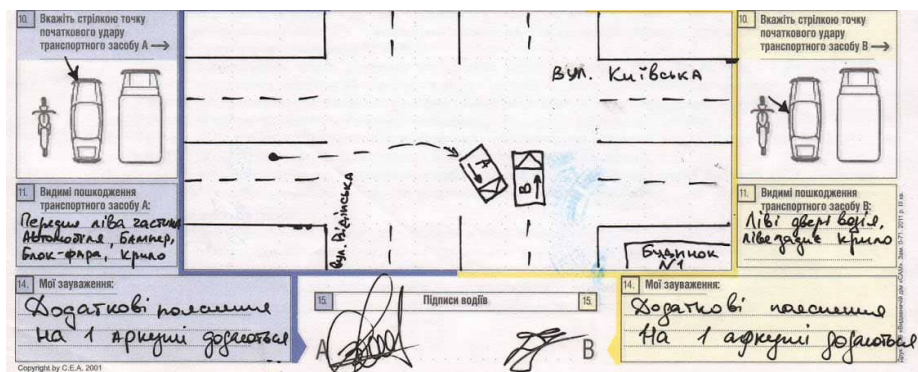 10. Вкажіть стрілкою точку
початкового удару
транспортного засобу А
11. Видимі пошкодження
транспортного засобу А:
Передня ліва частина
Автомобіля, Бампер,
Блок-фара, крило
14. Мої зауваження:
Додаткові пояснення
На 1 аркуші додаються
Copyright by C.E.A. 2001
вул. Київська
А
В
Будинок
№1
15. Підписи водіїв 15.
А
В
10. Вкажіть стрілкою точку
початкового удару
транспортного засобу В
11. Видимі пошкодження
транспортного засобу В:
Ліві двері водія,
ліве заднє крило
14. Мої зауваження:
Додаткові пояснення
На 1 аркуші додаються